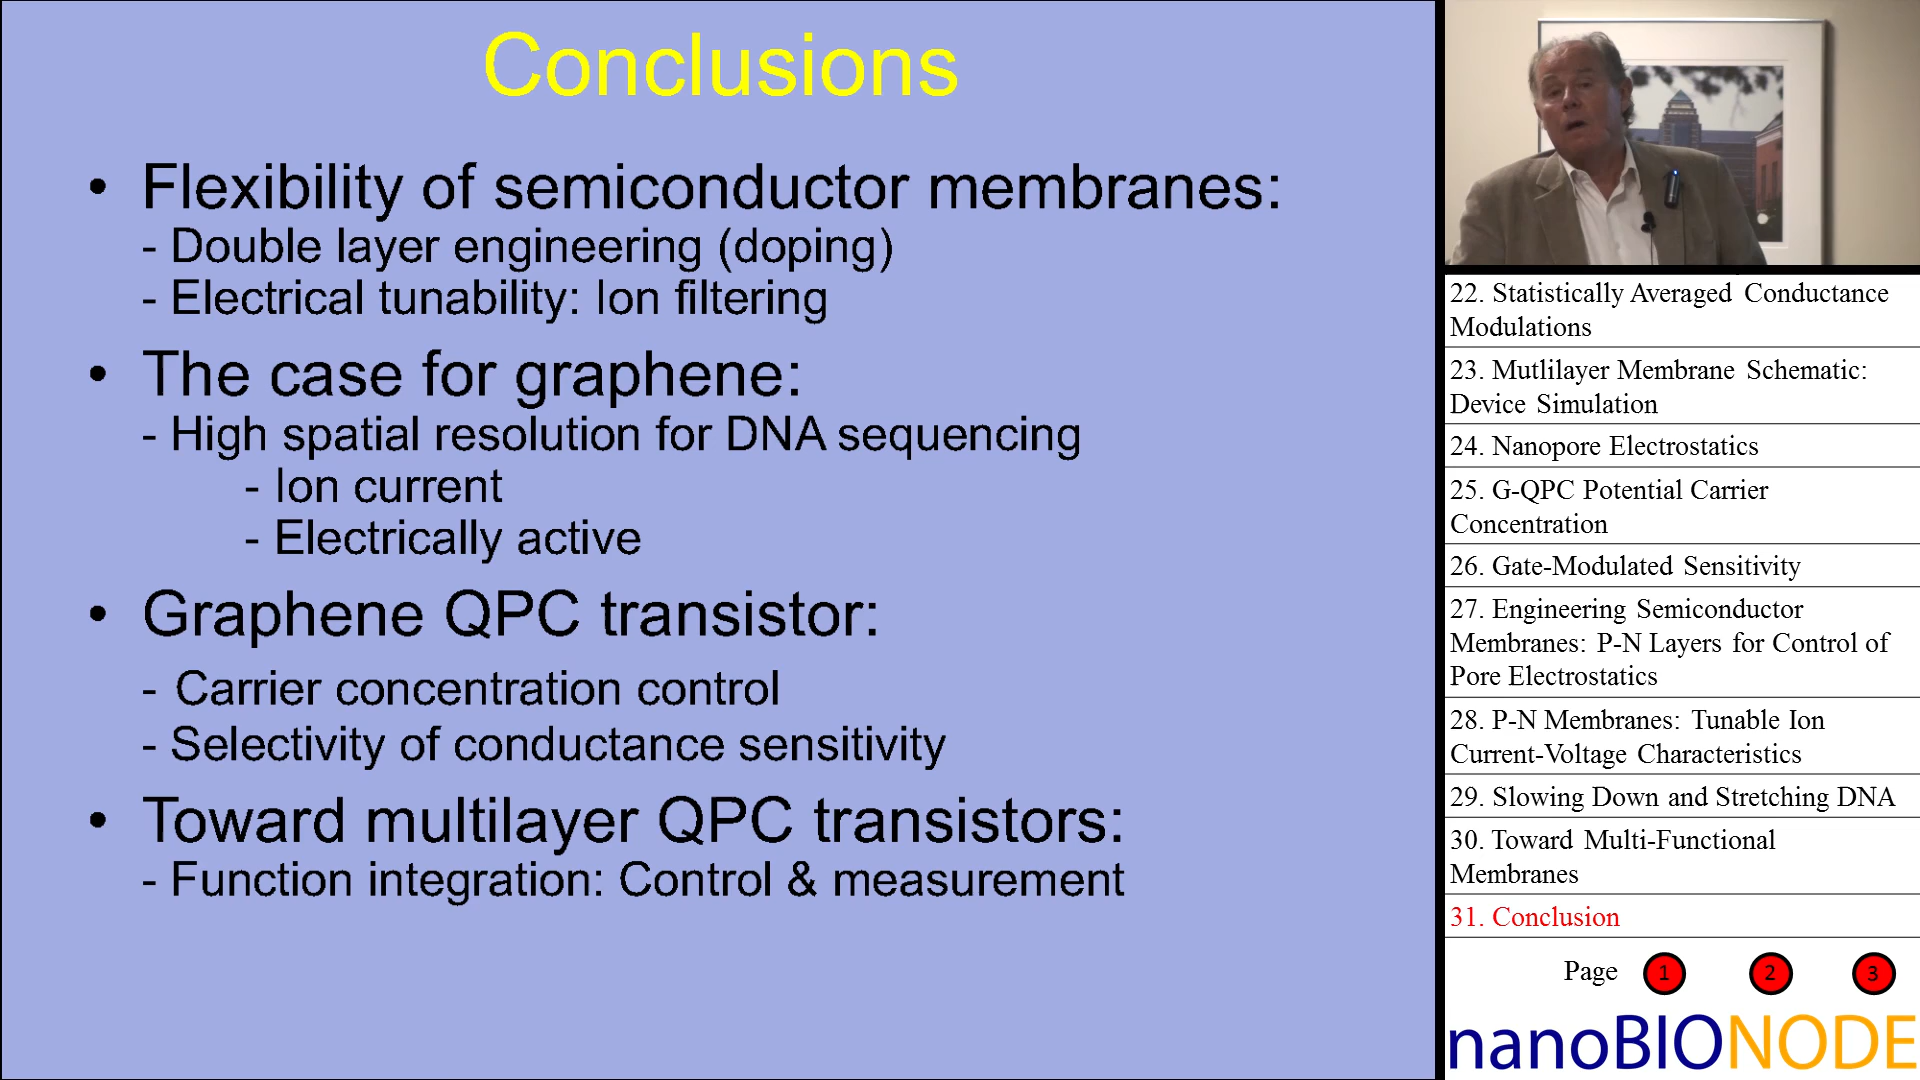 Conclusions
• Flexibility of semiconductor membranes:
- Double layer engineering (doping)
- Electrical tunability: Ion filtering
• The case for graphene:
- High spatial resolution for DNA sequencing
- Ion current
- Electrically active
• Graphene QPC transistor:
- Carrier concentration control
- Selectivity of conductance sensitivity
• Toward multilayer QPC transistors:
- Function integration: Control & measurement
22. Statistically Averaged Conductance
Modulations
23. Mutlilayer Membrane Schematic:
Device Simulation
24. Nanopore Electrostatics
25. G-QPC Potential Carrier
Concentration
26. Gate-Modulated Sensitivity
27. Engineering Semiconductor
Membranes: P-N Layers for Control of
Pore Electrostatics
28. P-N Membranes: Tunable Ion
Current-Voltage Characteristics
29. Slowing Down and Stretching DNA
30. Toward Multi-Functional
Membranes
31. Conclusion
Page 1 2 3
nanoBIONODE